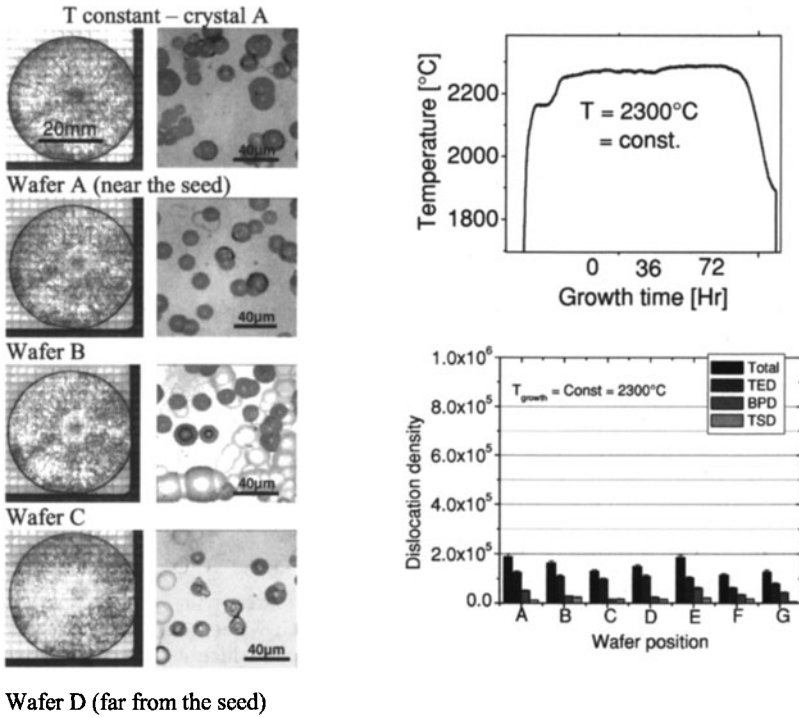 T constant – crystal A
20mm
40μm
Wafer A (near the seed)
40μm
Wafer B
40μm
Wafer C
40μm
Wafer D (far from the seed)
Temperature [°C]
2200
2000
1800
T = 2300°C
= const.
0 36 72
Growth time [Hr]
Dislocation density
1.0x10⁶
8.0x10⁵
6.0x10⁵
4.0x10⁵
2.0x10⁵
0.0
T_growth = Const = 2300°C
Total
TED
BPD
TSD
A B C D E F G
Wafer position